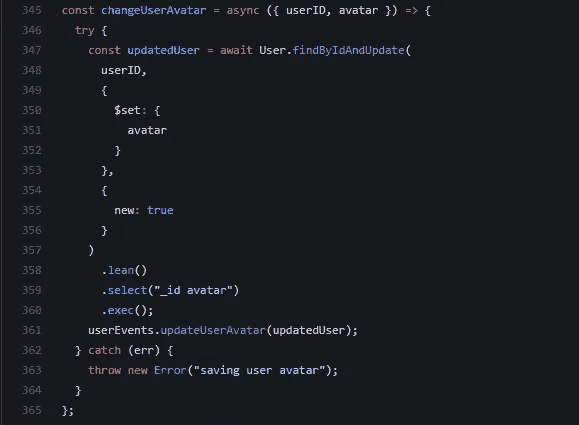 345 const changeUserAvatar = async ({ userID, avatar }) => {
346   try {
347     const updatedUser = await User.findByIdAndUpdate(
348       userID,
349       {
350         $set: {
351           avatar
352         }
353       },
354       {
355         new: true
356       }
357     )
358       .lean()
359       .select("_id avatar")
360       .exec();
361     userEvents.updateUserAvatar(updatedUser);
362   } catch (err) {
363     throw new Error("saving user avatar");
364   }
365 };